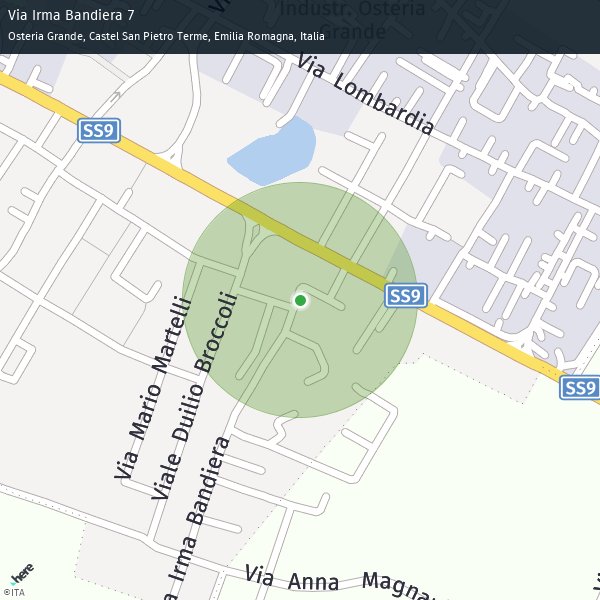 Via Irma Bandiera 7
Osteria Grande, Castel San Pietro Terme, Emilia Romagna, Italia
Industr. Osteria
Grande
Via Lombardia
SS9
SS9
SS9
Via Mario Martelli
Viale Duilio Broccoli
Irma Bandiera
Via Anna Magna
here
©ITA